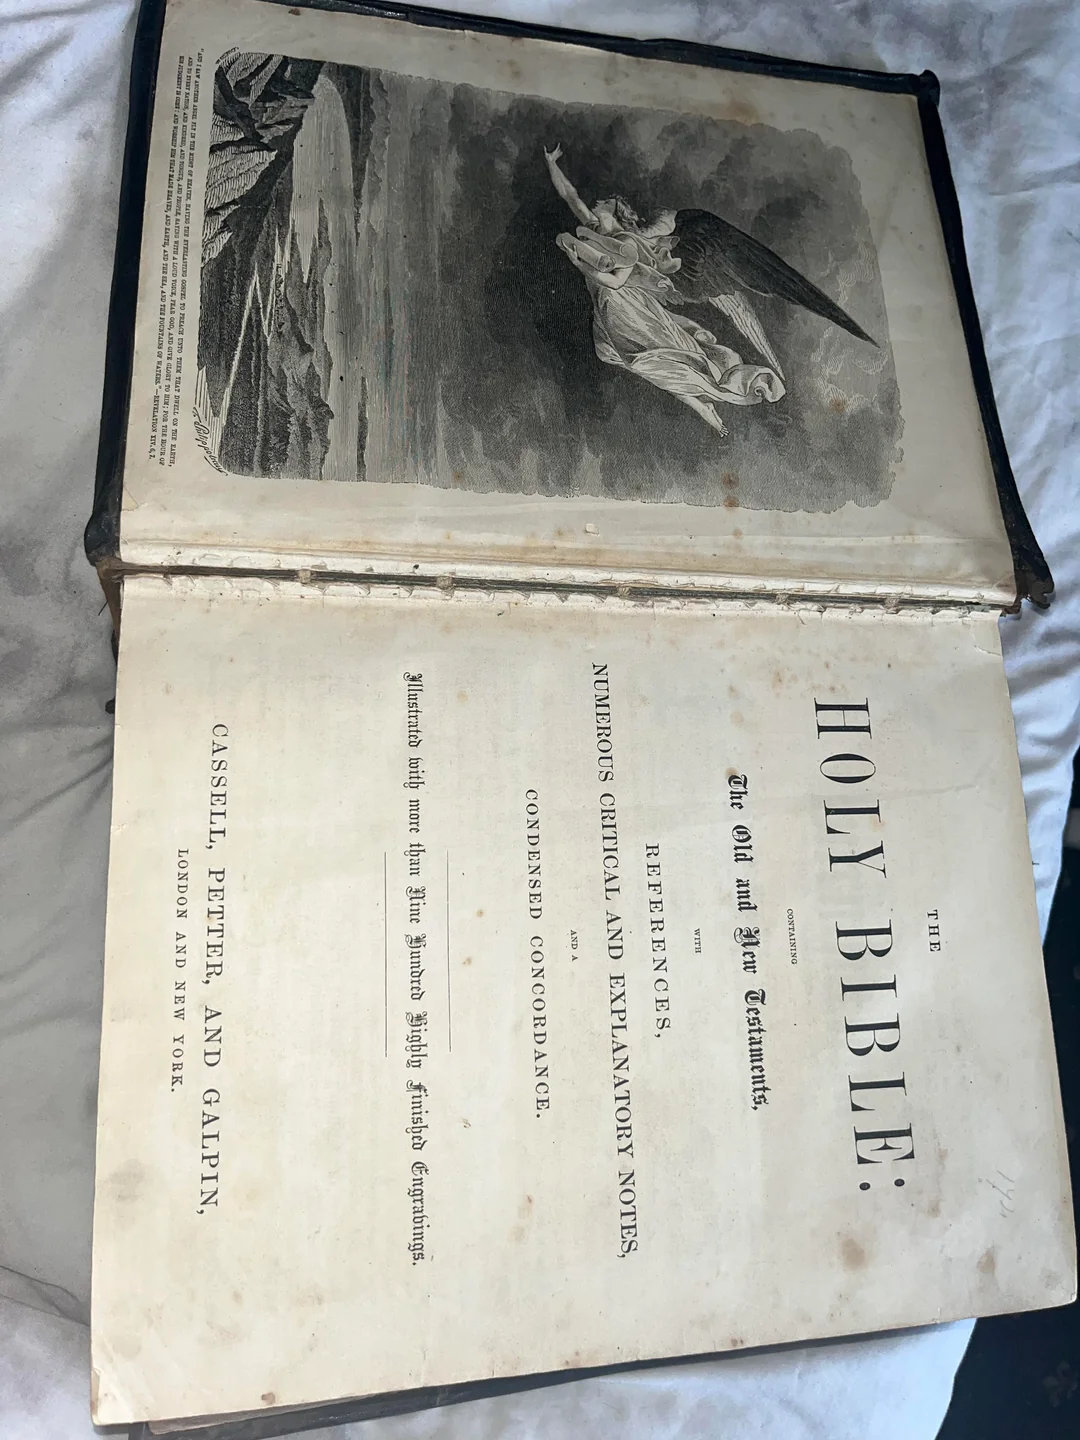 "AND I SAW ANOTHER ANGEL FLY IN THE MIDST OF HEAVEN, HAVING THE EVERLASTING GOSPEL TO PREACH UNTO THEM THAT DWELL ON THE EARTH,
AND TO EVERY NATION, AND KINDRED, AND TONGUE, AND PEOPLE, SAYING WITH A LOUD VOICE, FEAR GOD, AND GIVE GLORY TO HIM; FOR THE HOUR OF
HIS JUDGMENT IS COME: AND WORSHIP HIM THAT MADE HEAVEN, AND EARTH, AND THE SEA, AND THE FOUNTAINS OF WATERS."—REVELATION XIV. 6, 7.
THE
HOLY BIBLE:
CONTAINING
The Old and New Testaments,
WITH
REFERENCES,
NUMEROUS CRITICAL AND EXPLANATORY NOTES,
AND A
CONDENSED CONCORDANCE.
Illustrated with more than Nine Hundred Highly Finished Engravings.
CASSELL, PETTER, AND GALPIN,
LONDON AND NEW YORK.